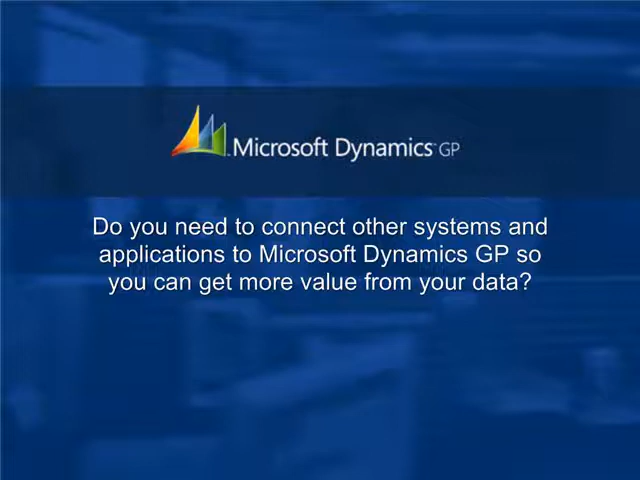 Microsoft Dynamics™ GP
Do you need to connect other systems and
applications to Microsoft Dynamics GP so
you can get more value from your data?